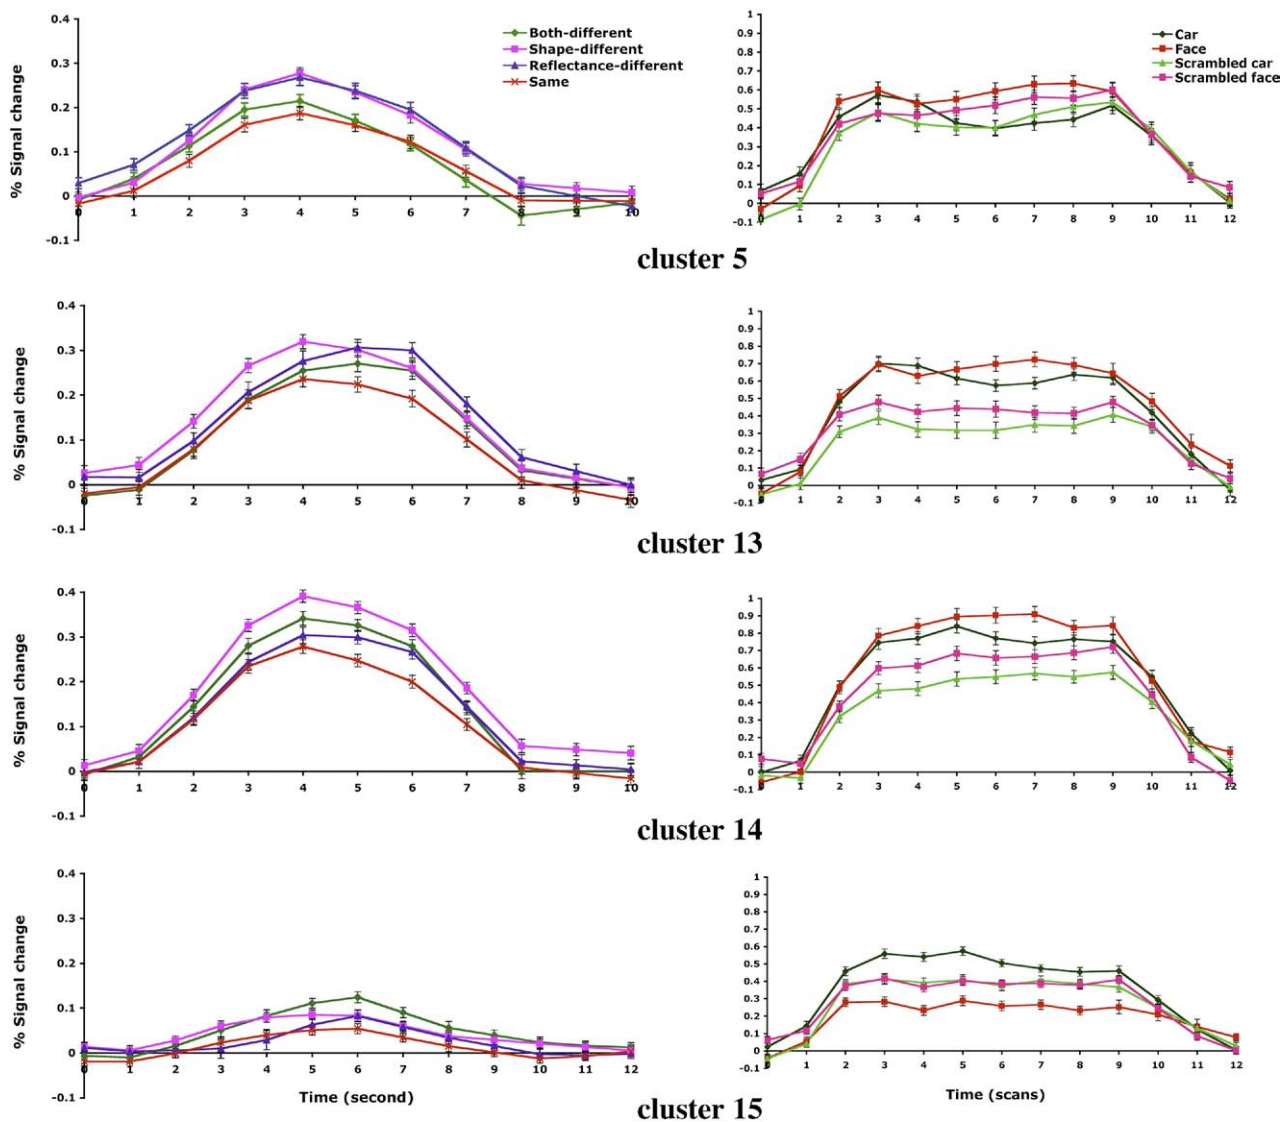 % Signal change
0.4
0.3
0.2
0.1
0
-0.1
0 1 2 3 4 5 6 7 8 9 10
Both-different
Shape-different
Reflectance-different
Same
1
0.9
0.8
0.7
0.6
0.5
0.4
0.3
0.2
0.1
0
-0.1
0 1 2 3 4 5 6 7 8 9 10 11 12
Car
Face
Scrambled car
Scrambled face
cluster 5
% Signal change
0.4
0.3
0.2
0.1
0
-0.1
0 1 2 3 4 5 6 7 8 9 10
1
0.9
0.8
0.7
0.6
0.5
0.4
0.3
0.2
0.1
0
-0.1
0 1 2 3 4 5 6 7 8 9 10 11 12
cluster 13
% Signal change
0.4
0.3
0.2
0.1
0
-0.1
0 1 2 3 4 5 6 7 8 9 10
1
0.9
0.8
0.7
0.6
0.5
0.4
0.3
0.2
0.1
0
-0.1
0 1 2 3 4 5 6 7 8 9 10 11 12
cluster 14
% Signal change
0.4
0.3
0.2
0.1
0
-0.1
0 1 2 3 4 5 6 7 8 9 10 11 12
Time (second)
1
0.9
0.8
0.7
0.6
0.5
0.4
0.3
0.2
0.1
0
-0.1
0 1 2 3 4 5 6 7 8 9 10 11 12
Time (scans)
cluster 15